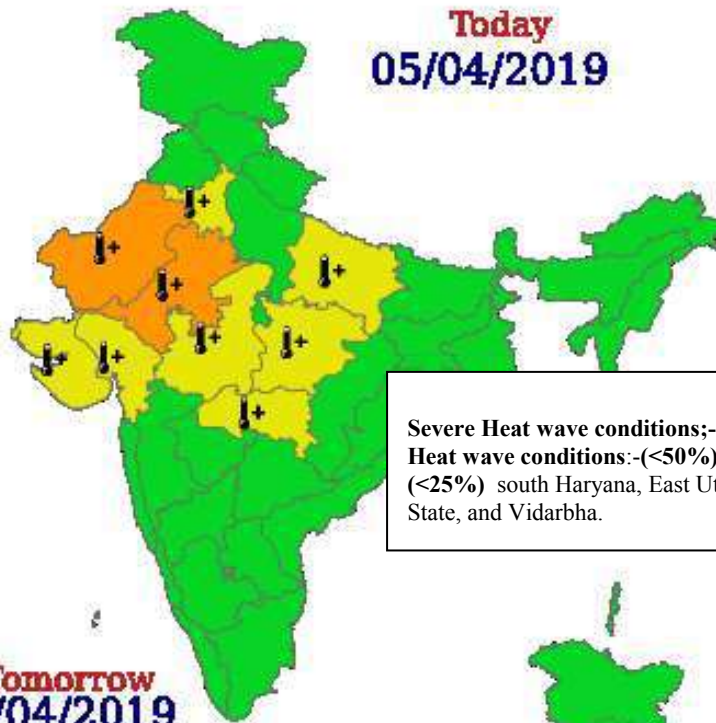 Today
05/04/2019
Severe Heat wave conditions;-
Heat wave conditions:-(<50%)
(<25%) south Haryana, East Ut
State, and Vidarbha.
Tomorrow
/04/2019